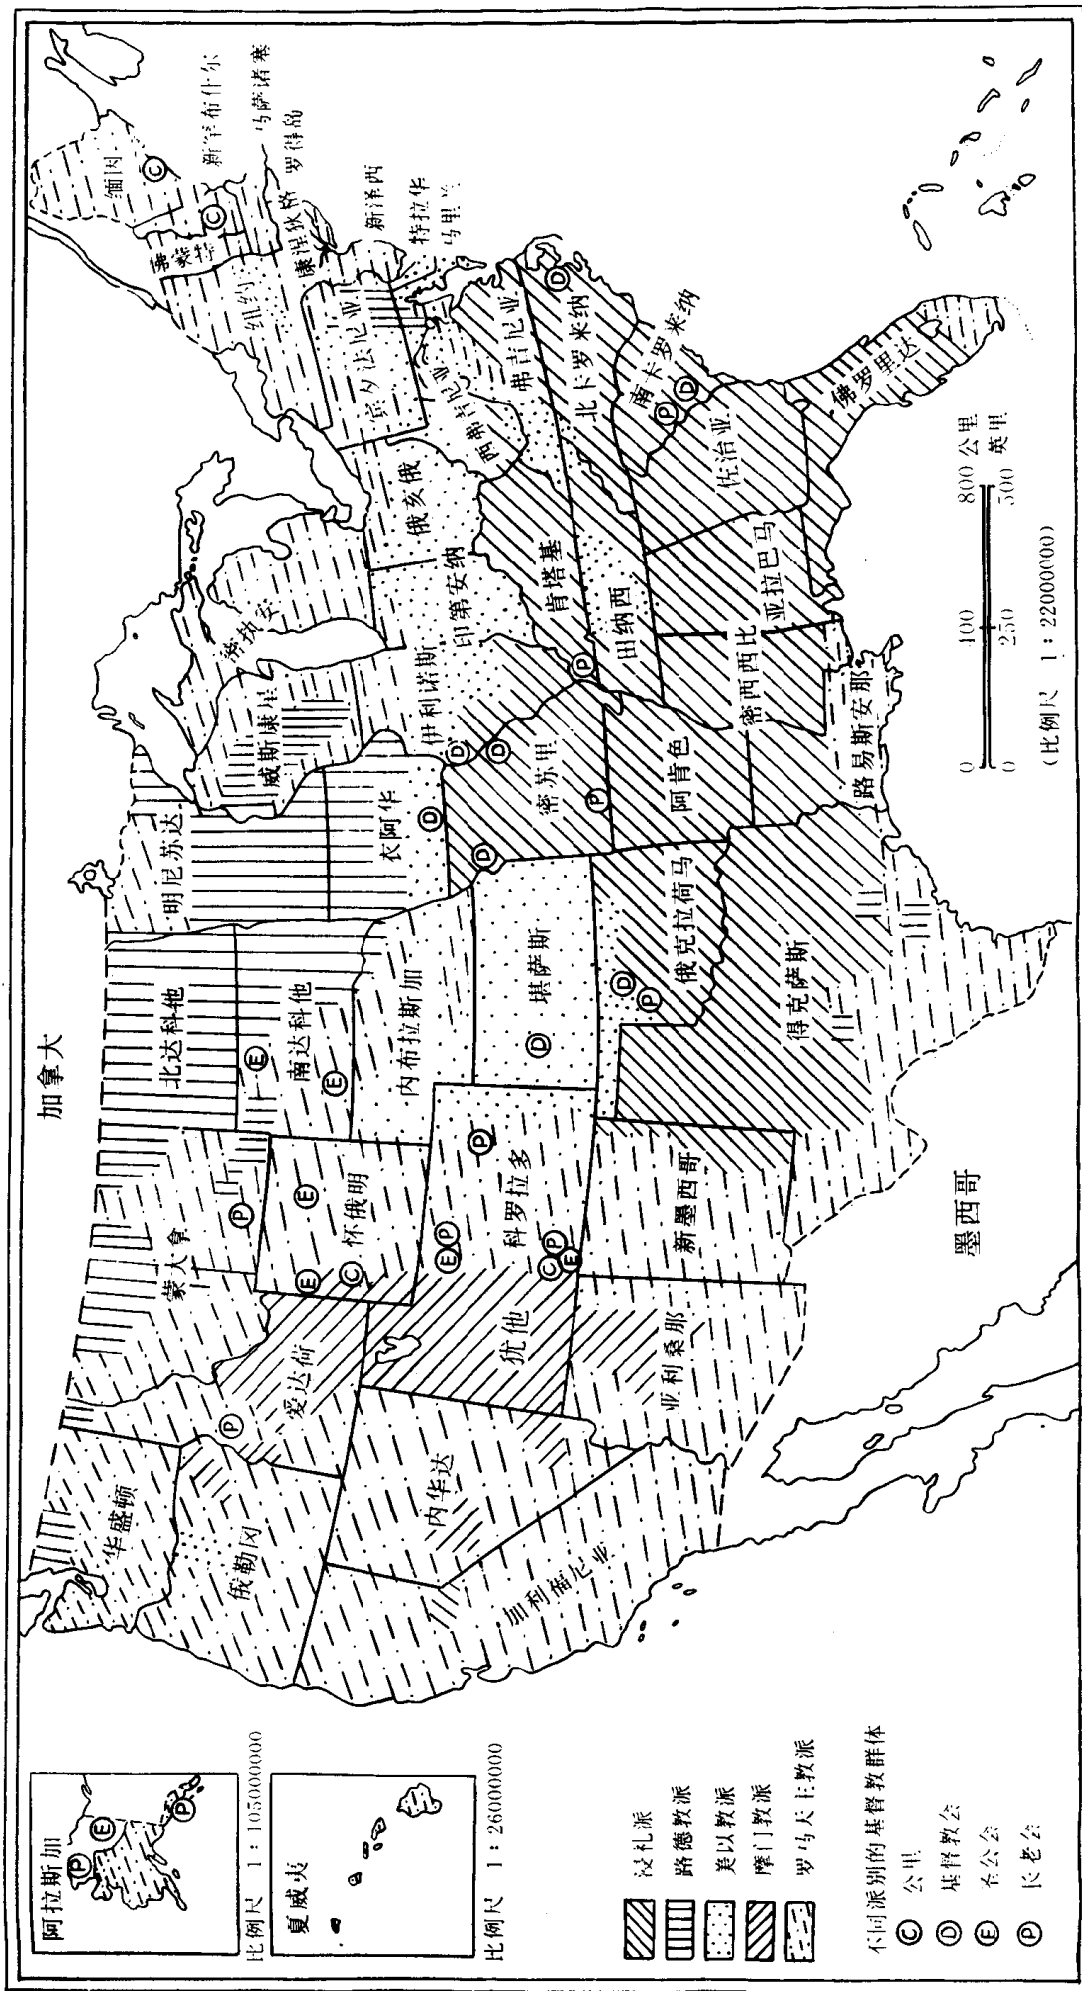 加拿大
墨西哥
华盛顿
俄勒冈
加利福尼亚
内华达
爱达荷
蒙大拿
怀俄明
犹他
亚利桑那
科罗拉多
新墨西哥
北达科他
南达科他
内布拉斯加
堪萨斯
俄克拉荷马
得克萨斯
明尼苏达
衣阿华
密苏里
阿肯色
路易斯安那
威斯康星
密执安
伊利诺斯
印第安纳
俄亥俄
肯塔基
田纳西
密西西比
亚拉巴马
佐治亚
佛罗里达
南卡罗来纳
北卡罗来纳
弗吉尼亚
西弗吉尼亚
宾夕法尼亚
纽约
佛蒙特
缅因
新罕布什尔
马萨诸塞
罗得岛
康涅狄格
新泽西
特拉华
马里兰
阿拉斯加
比例尺 1:105000000
夏威夷
比例尺 1:26000000
浸礼派
路德教派
美以教派
摩门教派
罗马天主教派
不同派别的基督教群体
C 公里
D 基督教会
E 圣公会
P 长老会
0 400 800 公里
0 250 500 英里
(比例尺 1:22000000)